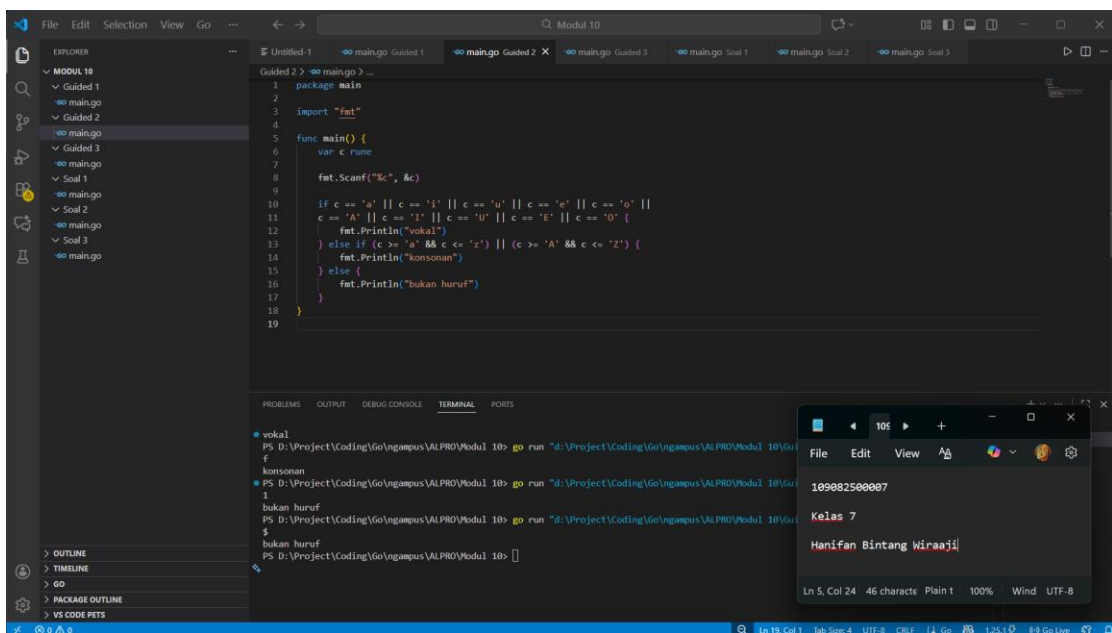 File Edit Selection View Go ... Modul 10
EXPLORER ...
MODUL 10
Guided 1
main.go
Guided 2
main.go
Guided 3
main.go
Soal 1
main.go
Soal 2
main.go
Soal 3
main.go
OUTLINE
TIMELINE
GO
PACKAGE OUTLINE
VS CODE PETS
Untitled-1 main.go Guided 1 main.go Guided 2 main.go Guided 3 main.go Soal 1 main.go Soal 2 main.go Soal 3
Guided 2 > main.go > ...
1 package main
2
3 import "fmt"
4
5 func main() {
6 var c rune
7
8 fmt.Scanf("%c", &c)
9
10 if c == 'a' || c == 'i' || c == 'u' || c == 'e' || c == 'o' ||
11 c == 'A' || c == 'I' || c == 'U' || c == 'E' || c == 'O' {
12 fmt.Println("vokal")
13 } else if (c >= 'a' && c <= 'z') || (c >= 'A' && c <= 'Z') {
14 fmt.Println("konsonan")
15 } else {
16 fmt.Println("bukan huruf")
17 }
18 }
19
PROBLEMS OUTPUT DEBUG CONSOLE TERMINAL PORTS
vokal
PS D:\Project\Coding\Go\ngampus\ALPRO\Modul 10> go run "d:\Project\Coding\Go\ngampus\ALPRO\Modul 10\Gui
f
konsonan
PS D:\Project\Coding\Go\ngampus\ALPRO\Modul 10> go run "d:\Project\Coding\Go\ngampus\ALPRO\Modul 10\Gui
1
bukan huruf
PS D:\Project\Coding\Go\ngampus\ALPRO\Modul 10> go run "d:\Project\Coding\Go\ngampus\ALPRO\Modul 10\Gui
$
bukan huruf
PS D:\Project\Coding\Go\ngampus\ALPRO\Modul 10>
109
File Edit View
109082500007
Kelas 7
Hanifan Bintang Wiraaji
Ln 5, Col 24 46 characte Plain t 100% Wind UTF-8
0 0 Ln 19, Col 1 Tab Size: 4 UTF-8 CRLF Go 1.25.1 Go Live